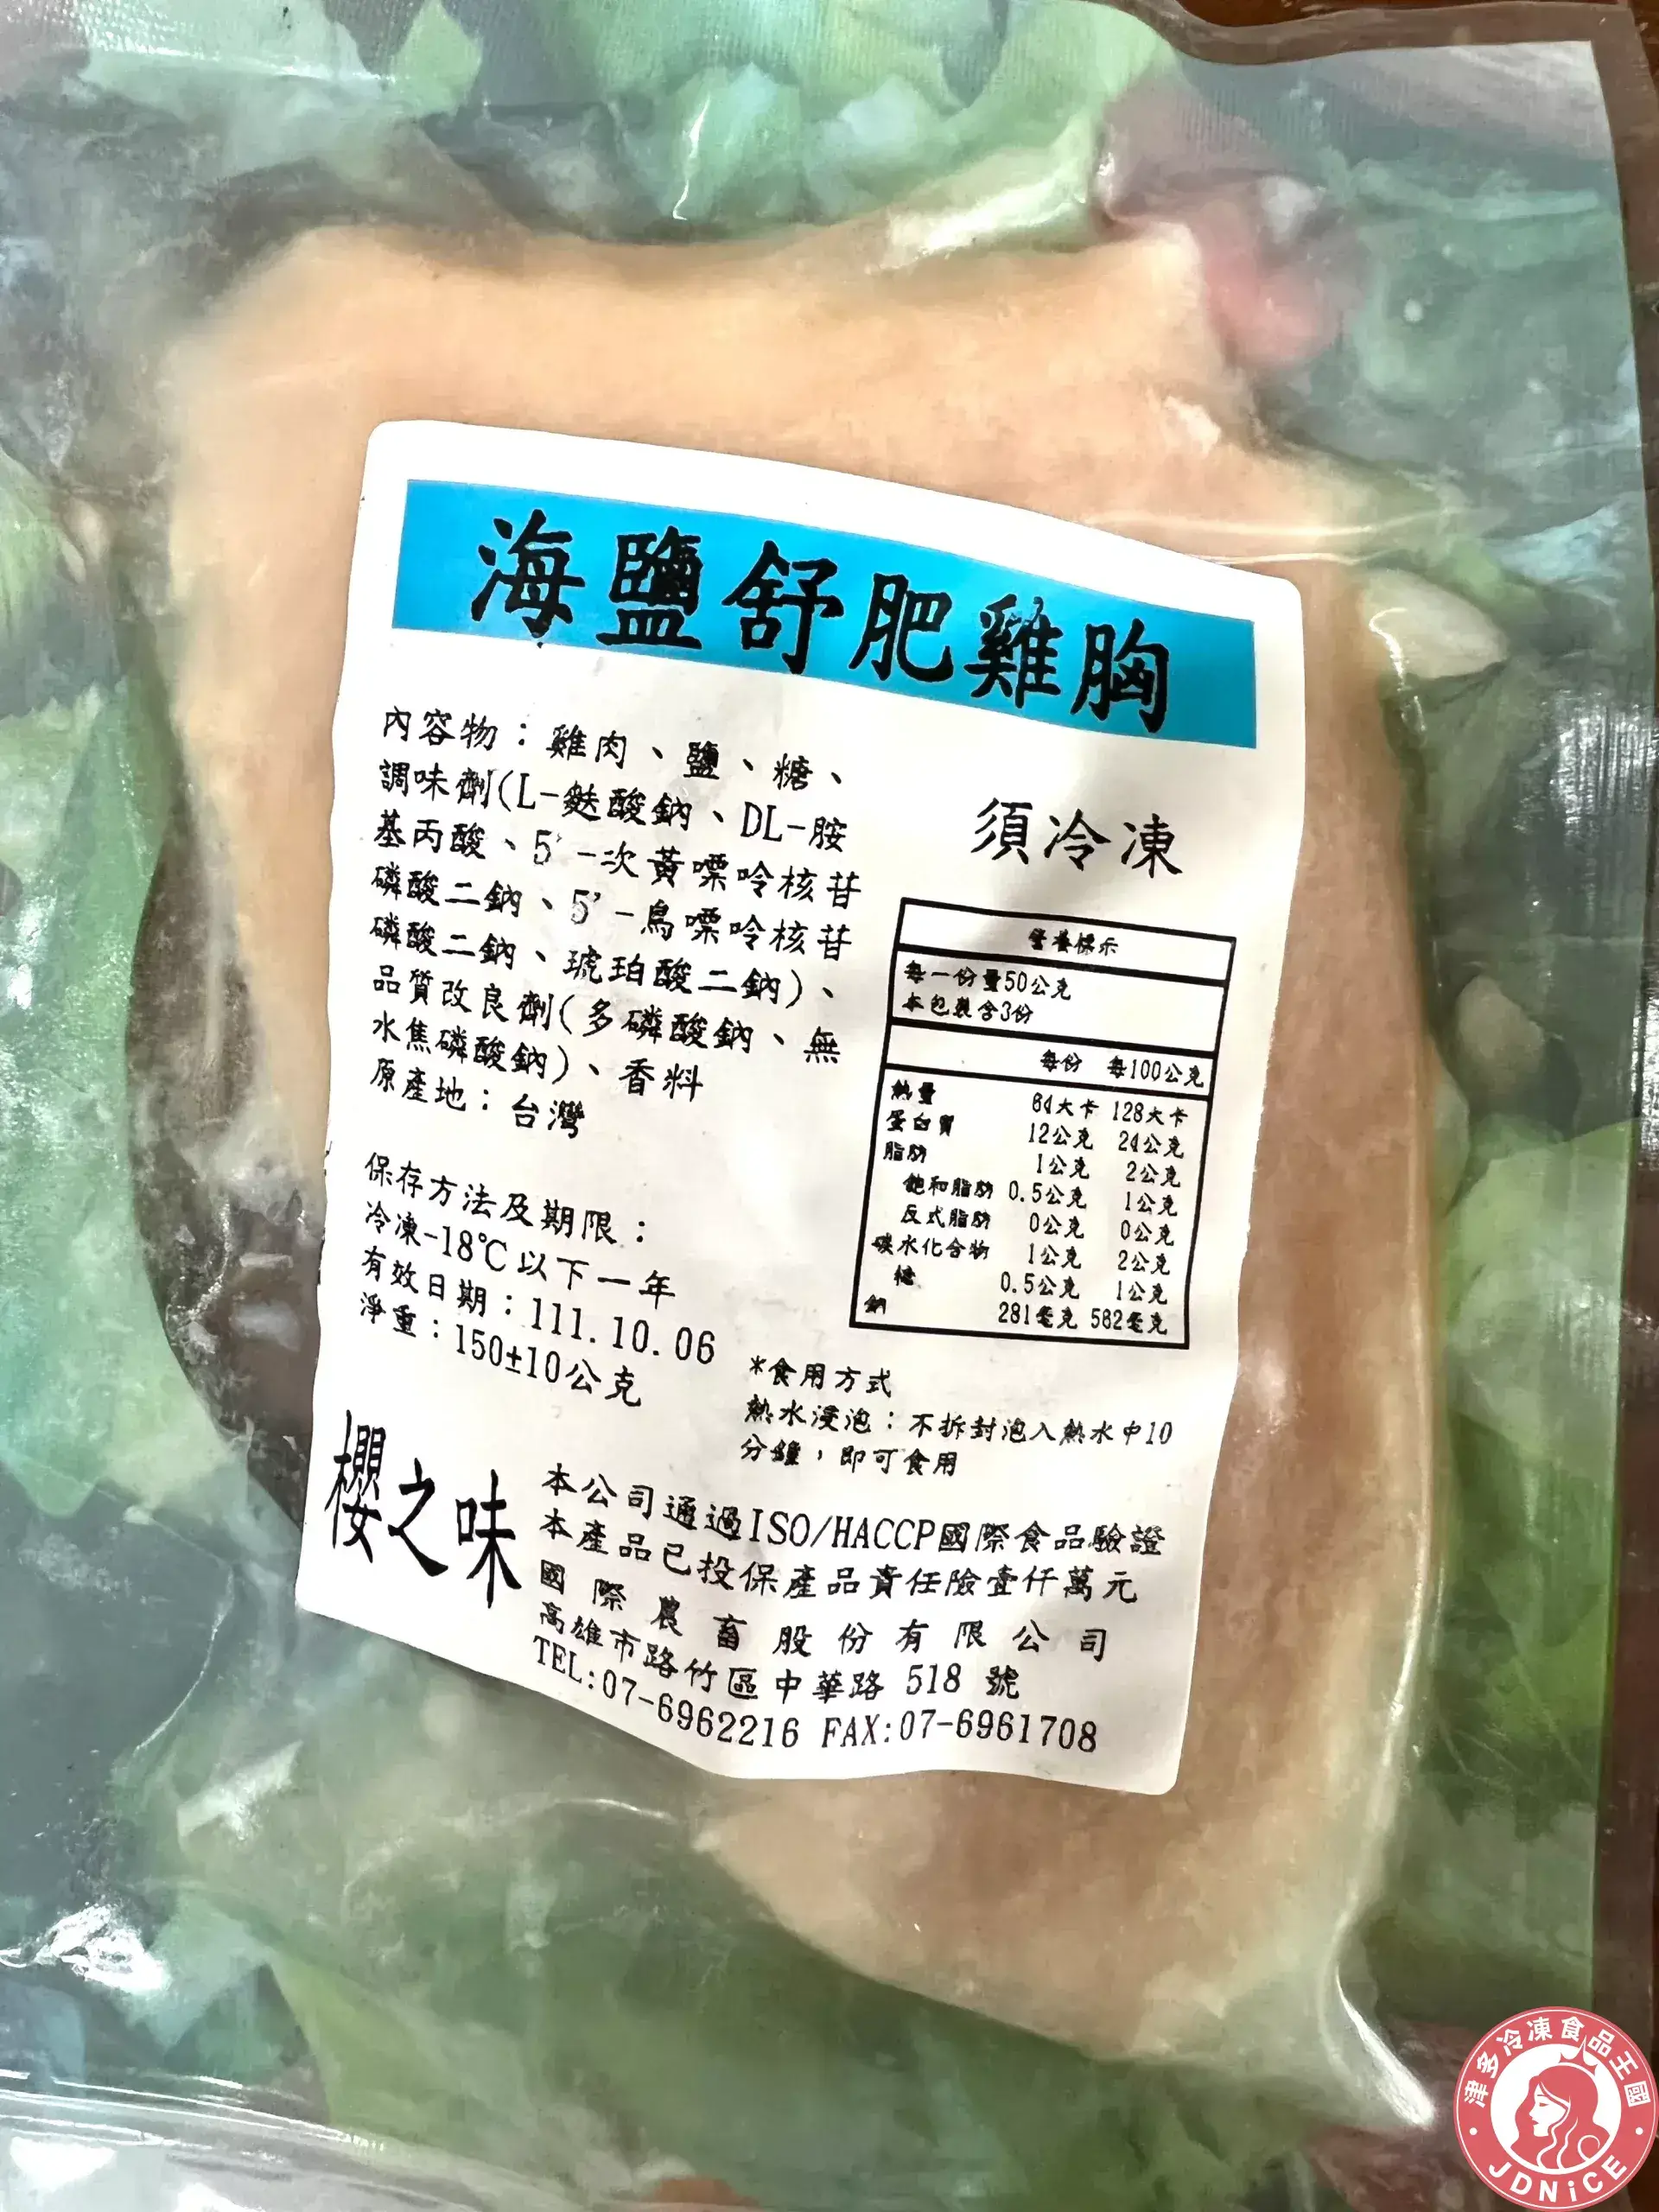 海鹽舒肥雞胸
內容物：雞肉、鹽、糖、
調味劑(L-麩酸鈉、DL-胺
基丙酸、5'-次黃嘌呤核苷
磷酸二鈉、5'-鳥嘌呤核苷
磷酸二鈉、琥珀酸二鈉)、
品質改良劑(多磷酸鈉、無
水焦磷酸鈉)、香料
原產地：台灣
保存方法及期限：
冷凍-18℃以下一年
有效日期：111.10.06
淨重：150±10公克
須冷凍
營養標示
每一份量50公克
本包裝含3份
每份 每100公克
熱量 64大卡 128大卡
蛋白質 12公克 24公克
脂肪 1公克 2公克
飽和脂肪 0.5公克 1公克
反式脂肪 0公克 0公克
碳水化合物 1公克 2公克
糖 0.5公克 1公克
鈉 281毫克 562毫克
*食用方式
熱水浸泡：不拆封泡入熱水中10
分鐘，即可食用
櫻之味
本公司通過ISO/HACCP國際食品驗證
本產品已投保產品責任險壹仟萬元
國際農畜股份有限公司
高雄市路竹區中華路 518 號
TEL:07-6962216 FAX:07-6961708
津多冷凍食品王國
JDNiCE